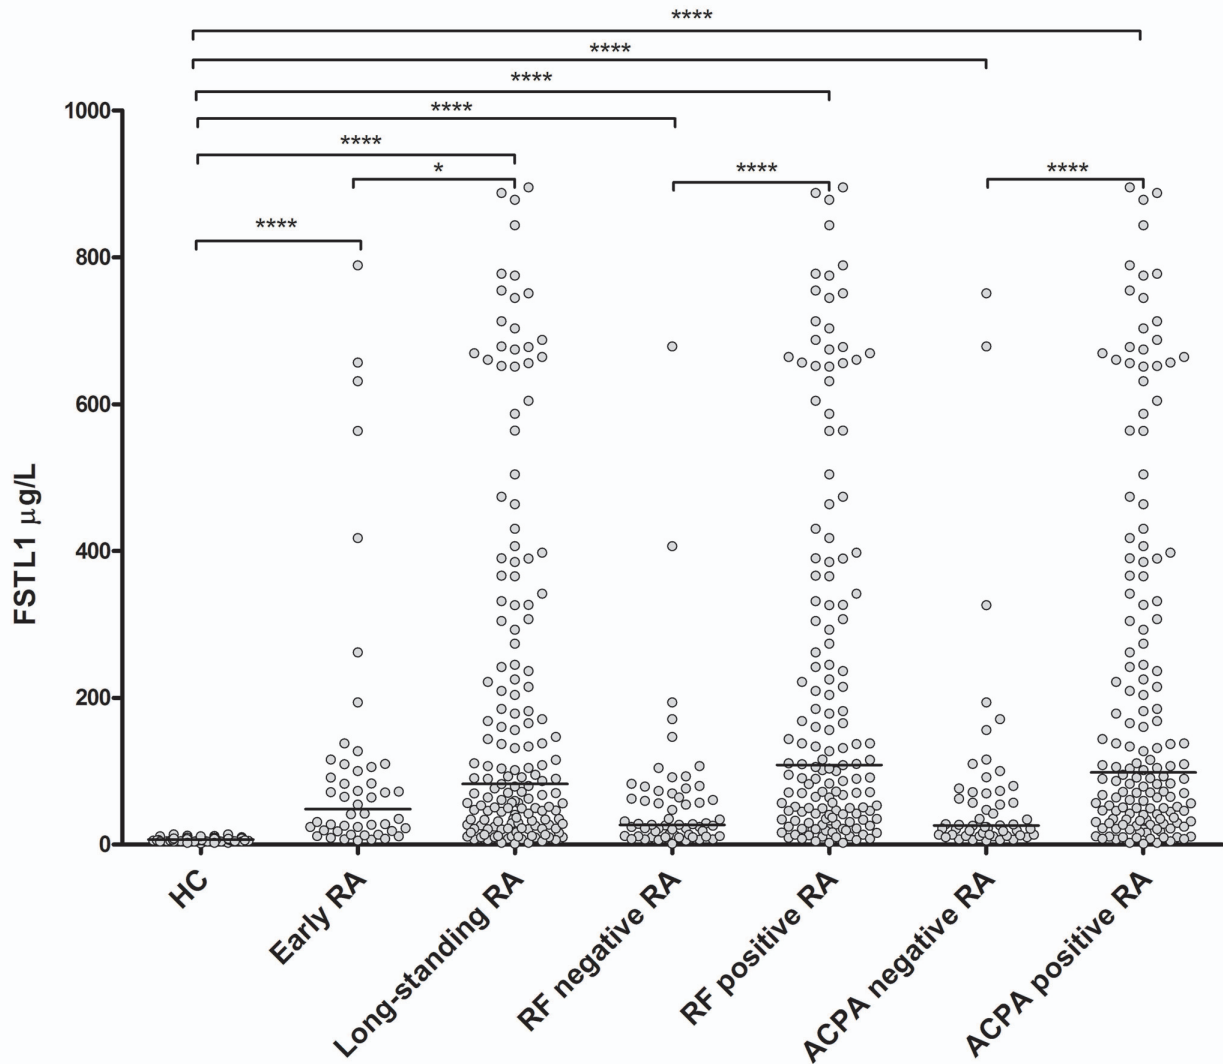 ****
****
****
****
****
*
****
****
****
1000
800
600
400
200
0
FSTL1 μg/L
HC
Early RA
Long-standing RA
RF negative RA
RF positive RA
ACPA negative RA
ACPA positive RA